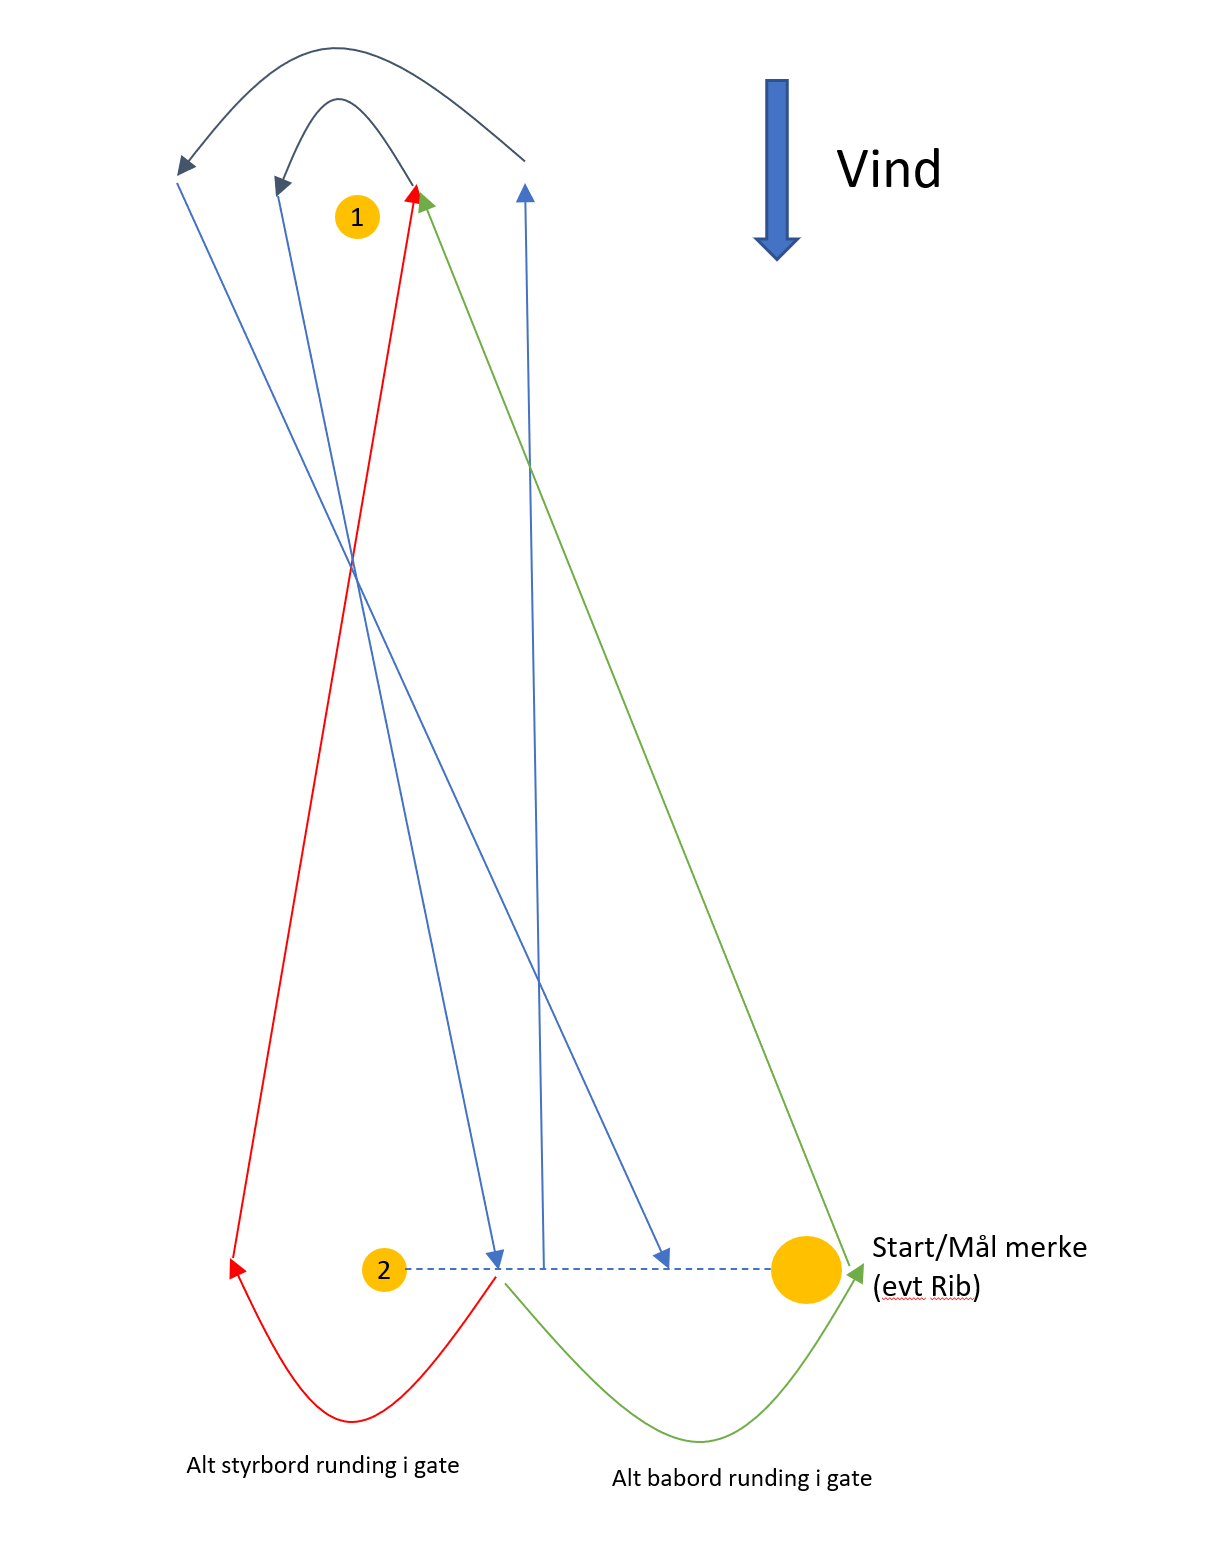 Vind
1
2
Start/Mål merke
(evt Rib)
Alt styrbord runding i gate
Alt babord runding i gate